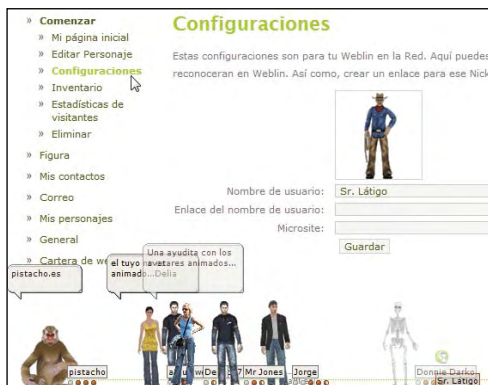 » Comenzar
» Mi página inicial
» Editar Personaje
» Configuraciones
» Inventario
» Estadísticas de
visitantes
» Eliminar
» Figura
» Mis contactos
» Correo
» Mis personajes
» General
» Cartera de we
Configuraciones
Estas configuraciones son para tu Weblin en la Red. Aquí puedes
reconoceran en Weblin. Así como, crear un enlace para ese Nick
Nombre de usuario: Sr. Látigo
Enlace del nombre de usuario:
Microsite:
Guardar
pistacho.es
el tuyo
animado
Una ayudita con los
avatares animados...
...Delia
pistacho
Mr Jones
Jorge
Donnie Darko
Sr. Látigo